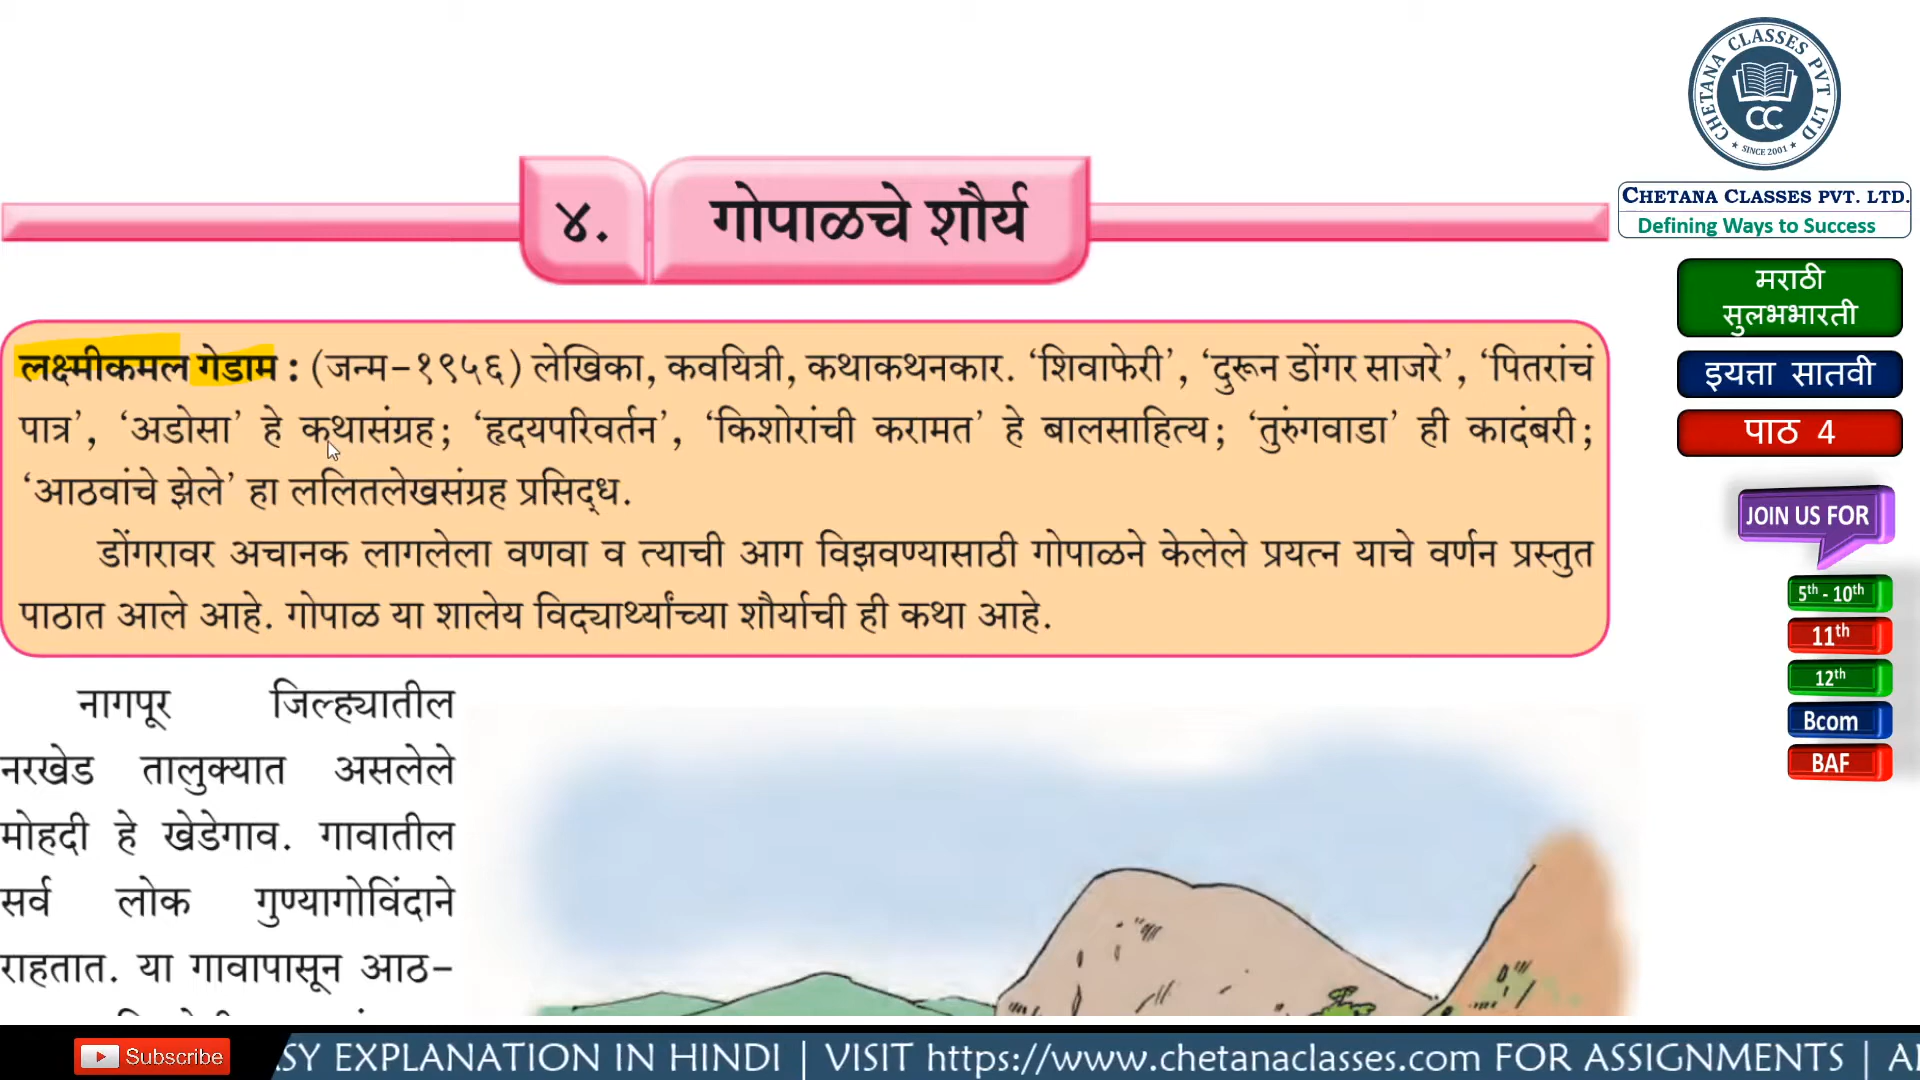 CHETANA CLASSES PVT LTD
CC
SINCE 2001
CHETANA CLASSES PVT. LTD.
Defining Ways to Success
४. गोपाळचे शौर्य
मराठी
सुलभभारती
इयत्ता सातवी
पाठ 4
लक्ष्मीकमल गेडाम : (जन्म-१९५६) लेखिका, कवयित्री, कथाकथनकार. ‘शिवाफेरी’, ‘दुरून डोंगर साजरे’, ‘पितरांचं
पात्र’, ‘अडोसा’ हे कथासंग्रह; ‘हृदयपरिवर्तन’, ‘किशोरांची करामत’ हे बालसाहित्य; ‘तुरुंगवाडा’ ही कादंबरी;
‘आठवांचे झेले’ हा ललितलेखसंग्रह प्रसिद्ध.
डोंगरावर अचानक लागलेला वणवा व त्याची आग विझवण्यासाठी गोपाळने केलेले प्रयत्न याचे वर्णन प्रस्तुत
पाठात आले आहे. गोपाळ या शालेय विद्यार्थ्यांच्या शौर्याची ही कथा आहे.
JOIN US FOR
5th - 10th
11th
12th
Bcom
BAF
नागपूर जिल्ह्यातील
नरखेड तालुक्यात असलेले
मोहदी हे खेडेगाव. गावातील
सर्व लोक गुण्यागोविंदाने
राहतात. या गावापासून आठ-
Subscribe
SY EXPLANATION IN HINDI | VISIT https://www.chetanaclasses.com FOR ASSIGNMENTS |